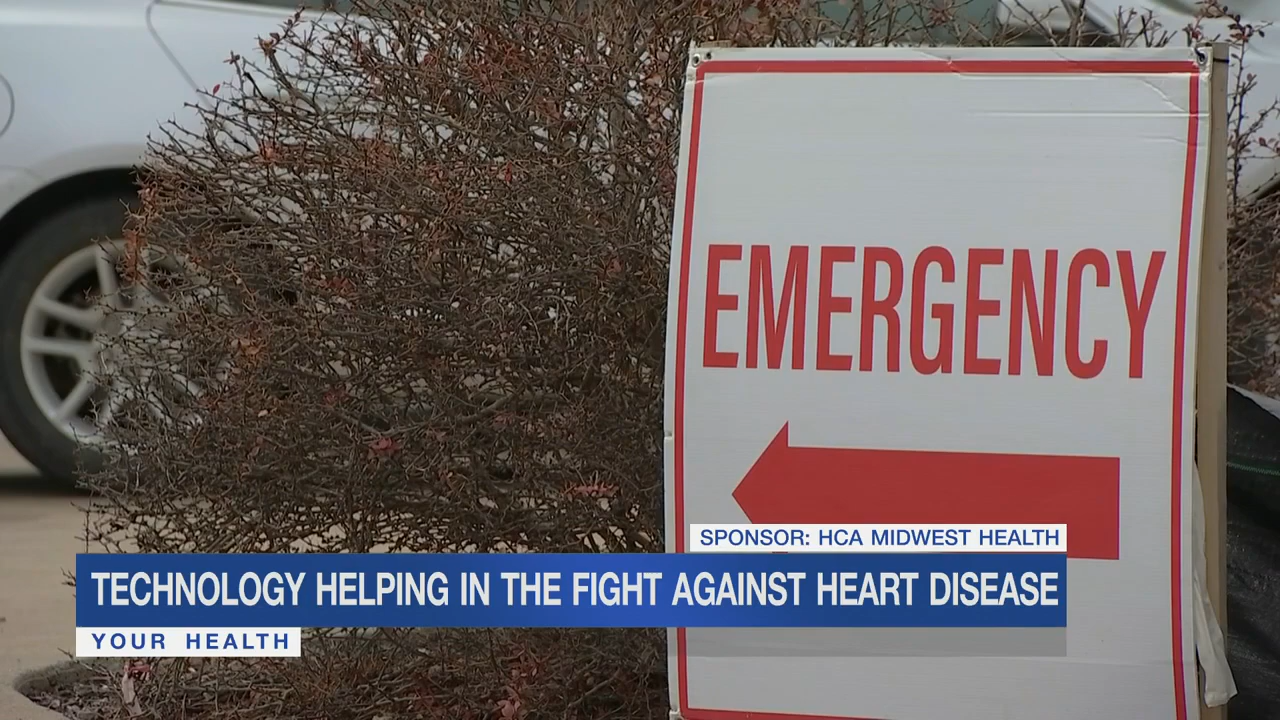 EMERGENCY
SPONSOR: HCA MIDWEST HEALTH
TECHNOLOGY HELPING IN THE FIGHT AGAINST HEART DISEASE
YOUR HEALTH